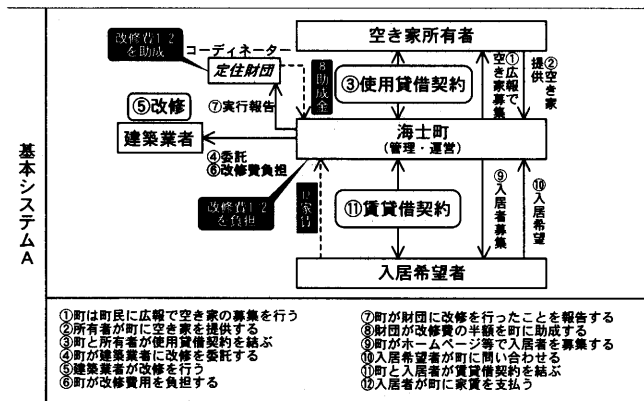 基本システムA
空き家所有者
改修費1/2
を助成
コーディネーター
定住財団
⑧助成金
③使用貸借契約
①広報で
空き家募集
②空き家
提供
⑦実行報告
⑤改修
建築業者
海士町
(管理・運営)
④委託
⑥改修費負担
改修費1/2
を負担
⑪賃貸借契約
⑨入居者募集
⑩入居希望
入居希望者
①町は町民に広報で空き家の募集を行う
②所有者が町に空き家を提供する
③町と所有者が使用貸借契約を結ぶ
④町が建築業者に改修を委託する
⑤建築業者が改修を行う
⑥町が改修費用を負担する
⑦町が財団に改修を行ったことを報告する
⑧財団が改修費の半額を町に助成する
⑨町がホームページ等で入居者を募集する
⑩入居希望者が町に問い合わせる
⑪町と入居者が賃貸借契約を結ぶ
⑫入居者が町に家賃を支払う